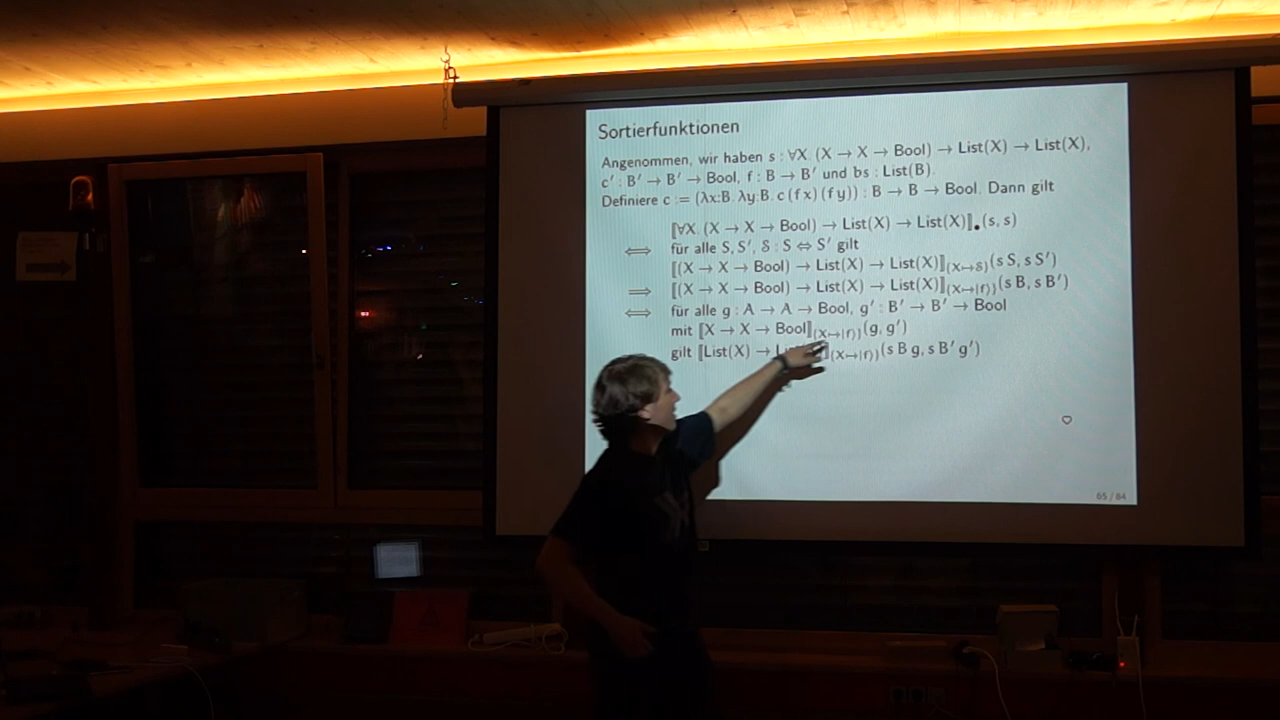 Sortierfunktionen
Angenommen, wir haben s : ∀X. (X → X → Bool) → List(X) → List(X),
c′ : B′ → B′ → Bool, f : B → B′ und bs : List(B).
Definiere c := (λx:B. λy:B. c (f x) (f y)) : B → B → Bool. Dann gilt
⟦∀X. (X → X → Bool) → List(X) → List(X)⟧•(s, s)
⟺ für alle S, S′, 𝒮 : S ⇔ S′ gilt
⟦(X → X → Bool) → List(X) → List(X)⟧(X↦𝒮)(s S, s S′)
⟹ ⟦(X → X → Bool) → List(X) → List(X)⟧(X↦|f|)(s B, s B′)
⟺ für alle g : A → A → Bool, g′ : B′ → B′ → Bool
mit ⟦X → X → Bool⟧(X↦|f|)(g, g′)
gilt ⟦List(X) → ⟧(X↦|f|)(s B g, s B′ g′)
65 / 84